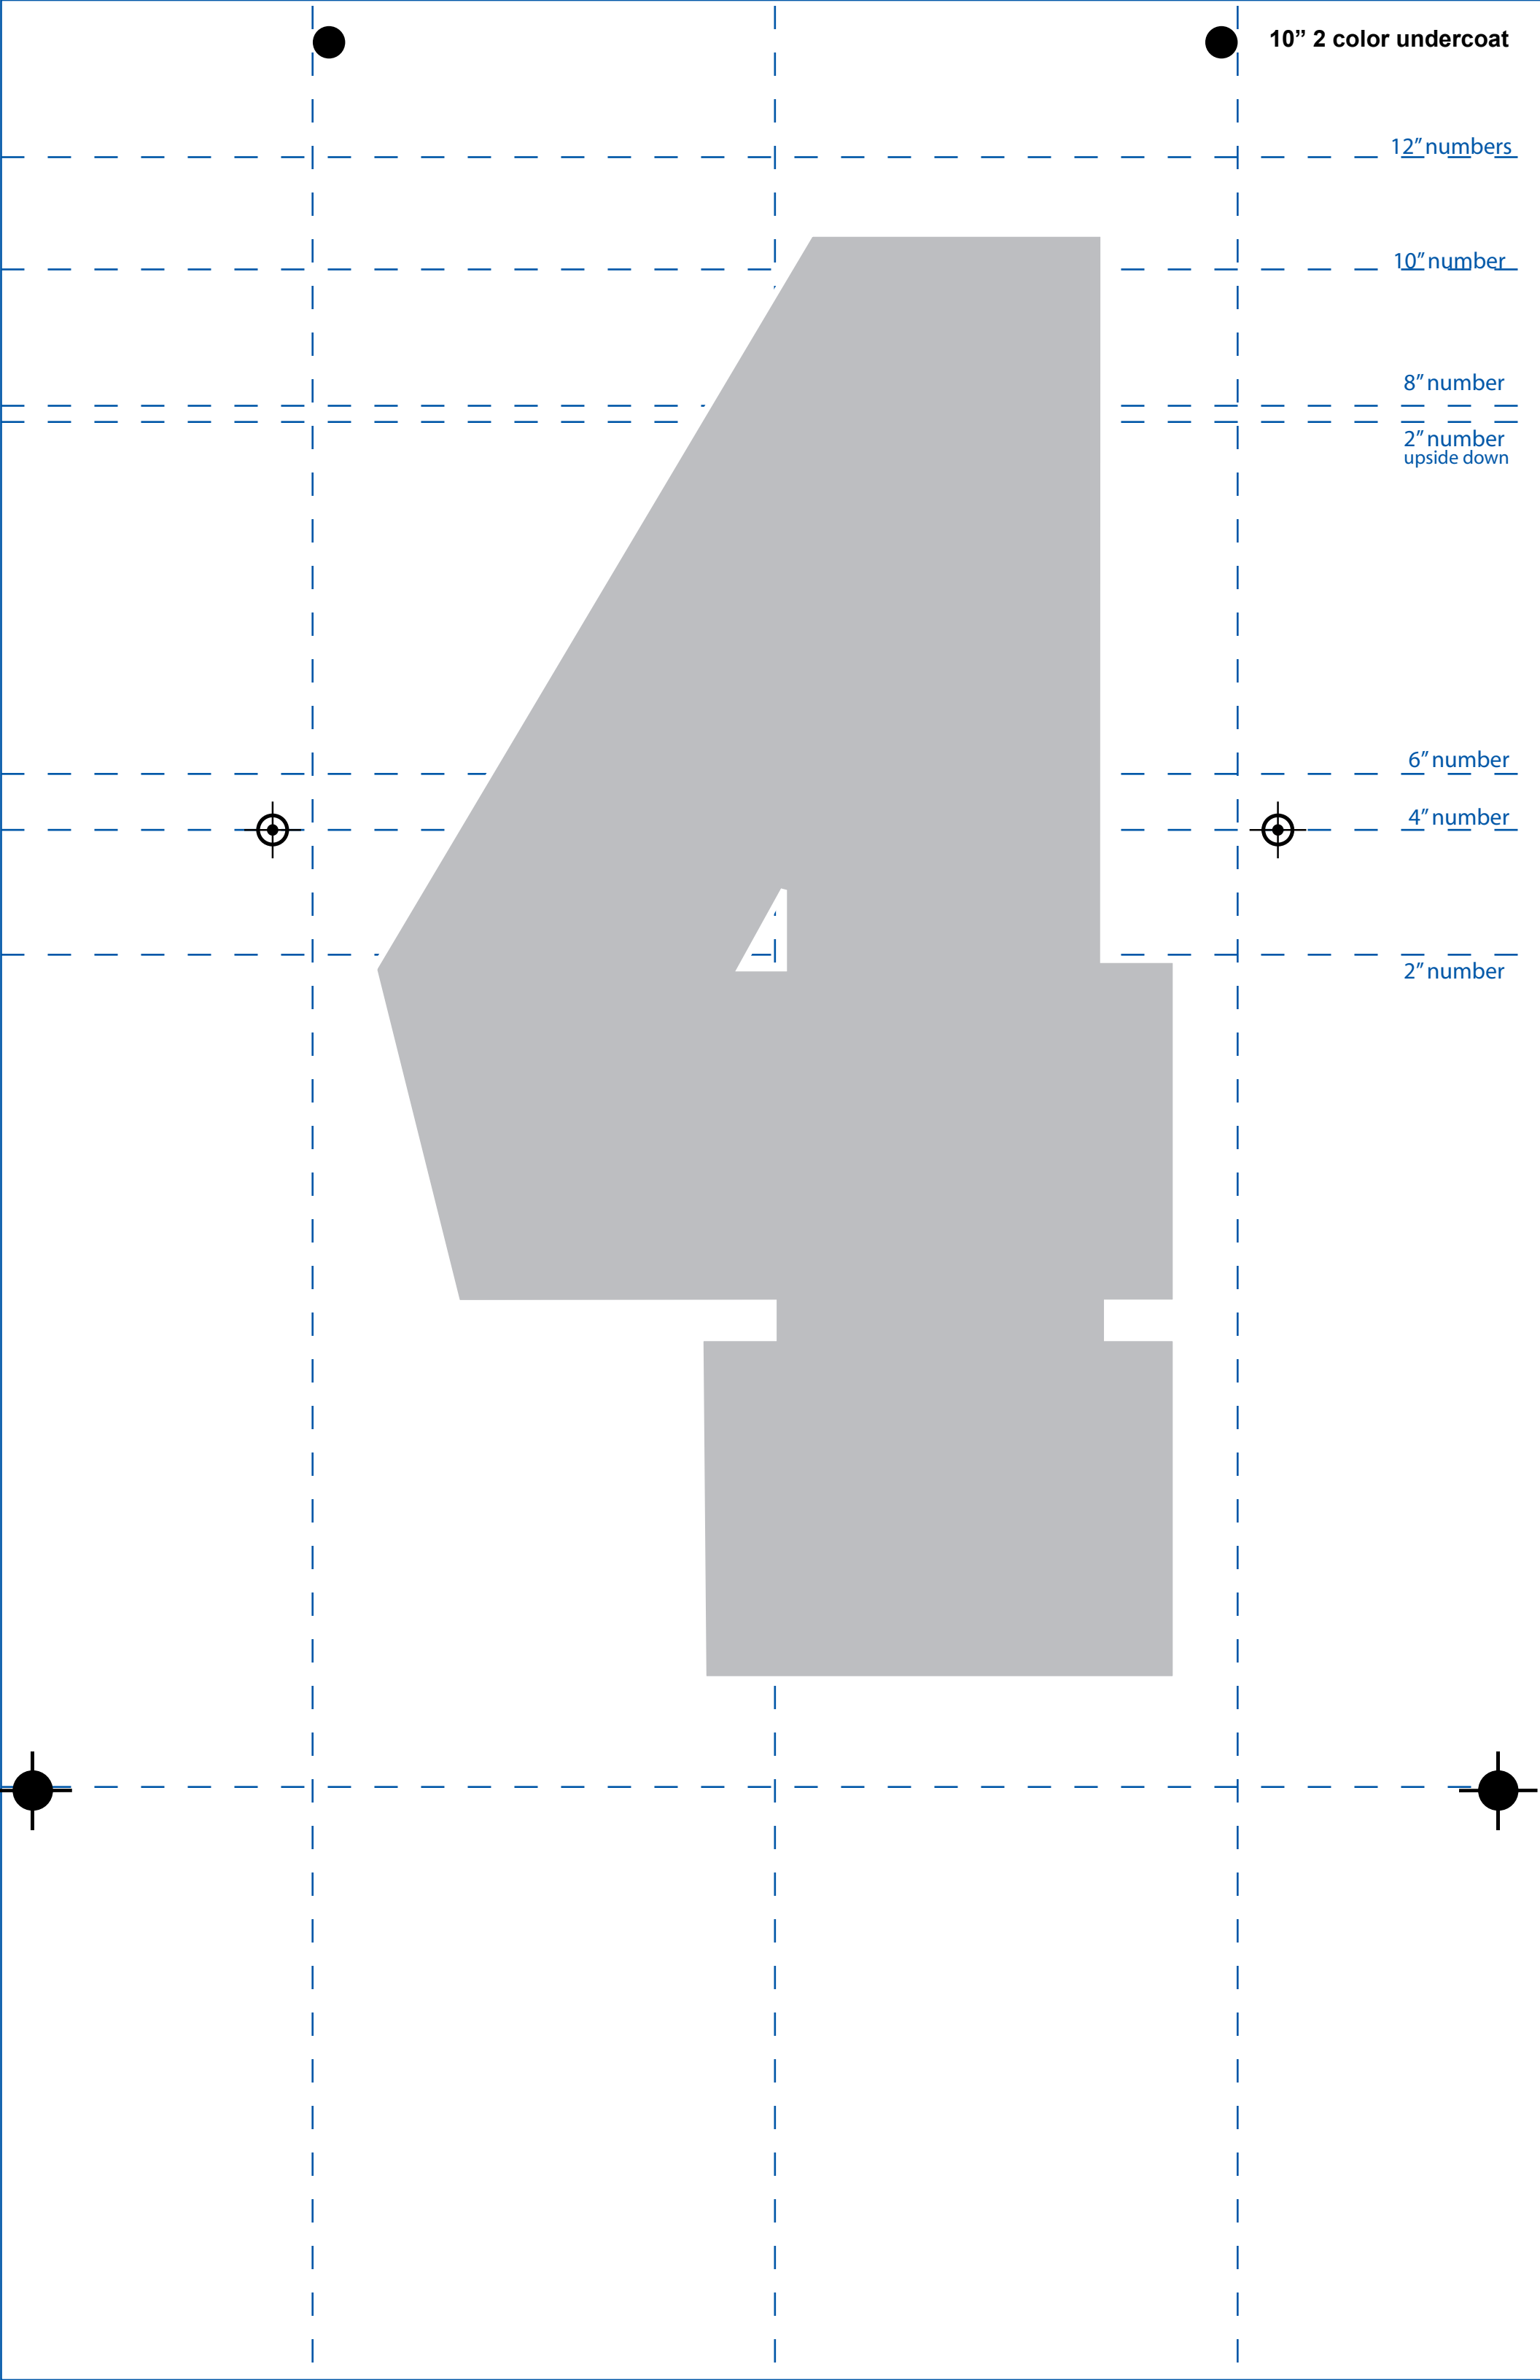 10” 2 color undercoat
12” numbers
10” number
8” number
2” number
upside down
6” number
4” number
2” number
4